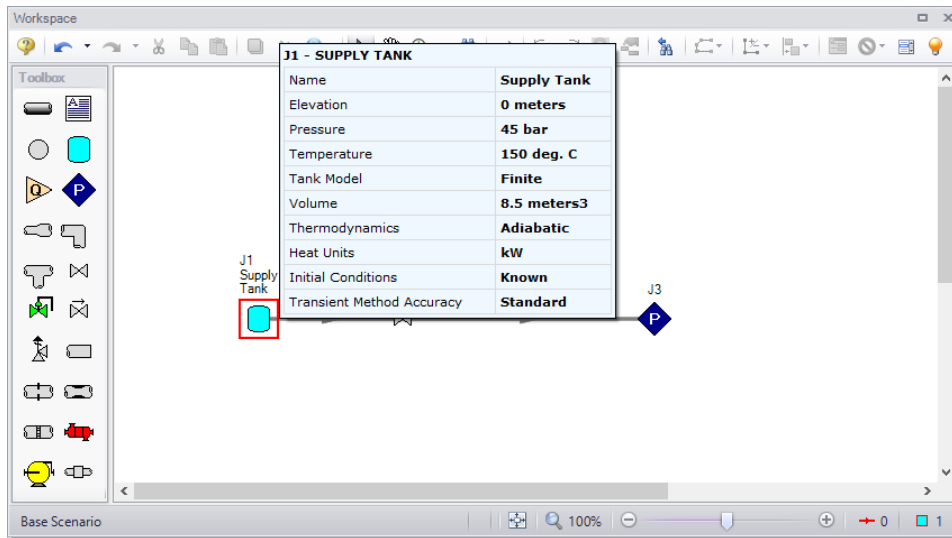 Workspace
J1 - SUPPLY TANK
Toolbox
Name Supply Tank
Elevation 0 meters
Pressure 45 bar
Temperature 150 deg. C
Tank Model Finite
Volume 8.5 meters3
Thermodynamics Adiabatic
Heat Units kW
Initial Conditions Known
Transient Method Accuracy Standard
A
Q
P
J1
Supply
Tank
J3
P
Base Scenario 100% 0 1